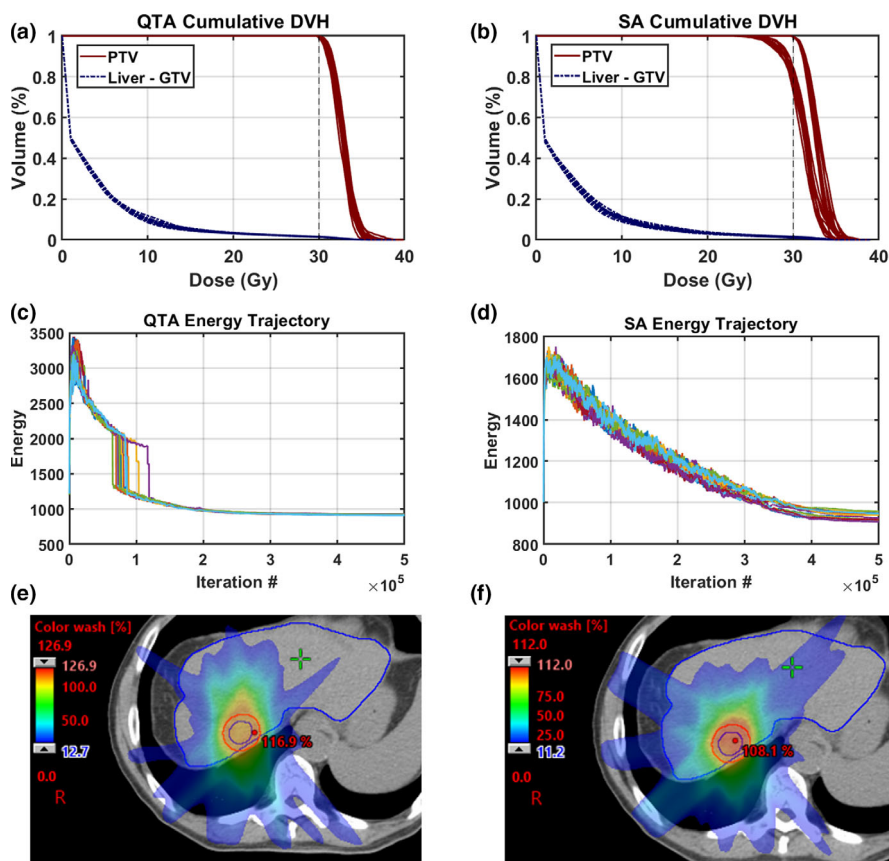 (a) QTA Cumulative DVH
1
0.8
0.6
0.4
0.2
0
Volume (%)
PTV
Liver - GTV
0 10 20 30 40
Dose (Gy)
(b) SA Cumulative DVH
1
0.8
0.6
0.4
0.2
0
Volume (%)
PTV
Liver - GTV
0 10 20 30 40
Dose (Gy)
(c) QTA Energy Trajectory
3500
3000
2500
2000
1500
1000
500
Energy
0 1 2 3 4 5
Iteration # ×10⁵
(d) SA Energy Trajectory
1800
1600
1400
1200
1000
800
Energy
0 1 2 3 4 5
Iteration # ×10⁵
(e)
Color wash [%]
126.9
126.9
100.0
50.0
12.7
0.0
R
116.9 %
(f)
Color wash [%]
112.0
112.0
75.0
50.0
25.0
11.2
0.0
R
108.1 %